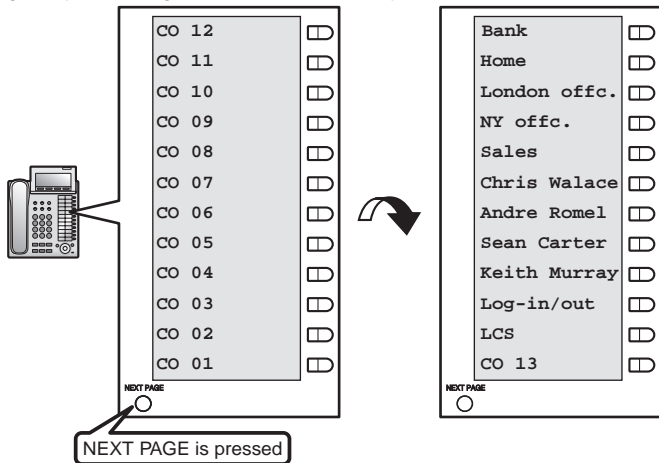 CO 12
CO 11
CO 10
CO 09
CO 08
CO 07
CO 06
CO 05
CO 04
CO 03
CO 02
CO 01
NEXT PAGE
NEXT PAGE is pressed
Bank
Home
London offc.
NY offc.
Sales
Chris Walace
Andre Romel
Sean Carter
Keith Murray
Log-in/out
LCS
CO 13
NEXT PAGE